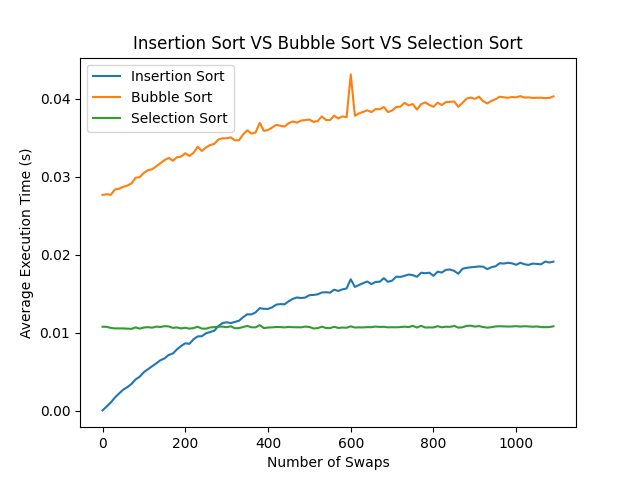 Insertion Sort VS Bubble Sort VS Selection Sort
Insertion Sort
Bubble Sort
Selection Sort
Average Execution Time (s)
0.04
0.03
0.02
0.01
0.00
0
200
400
600
800
1000
Number of Swaps